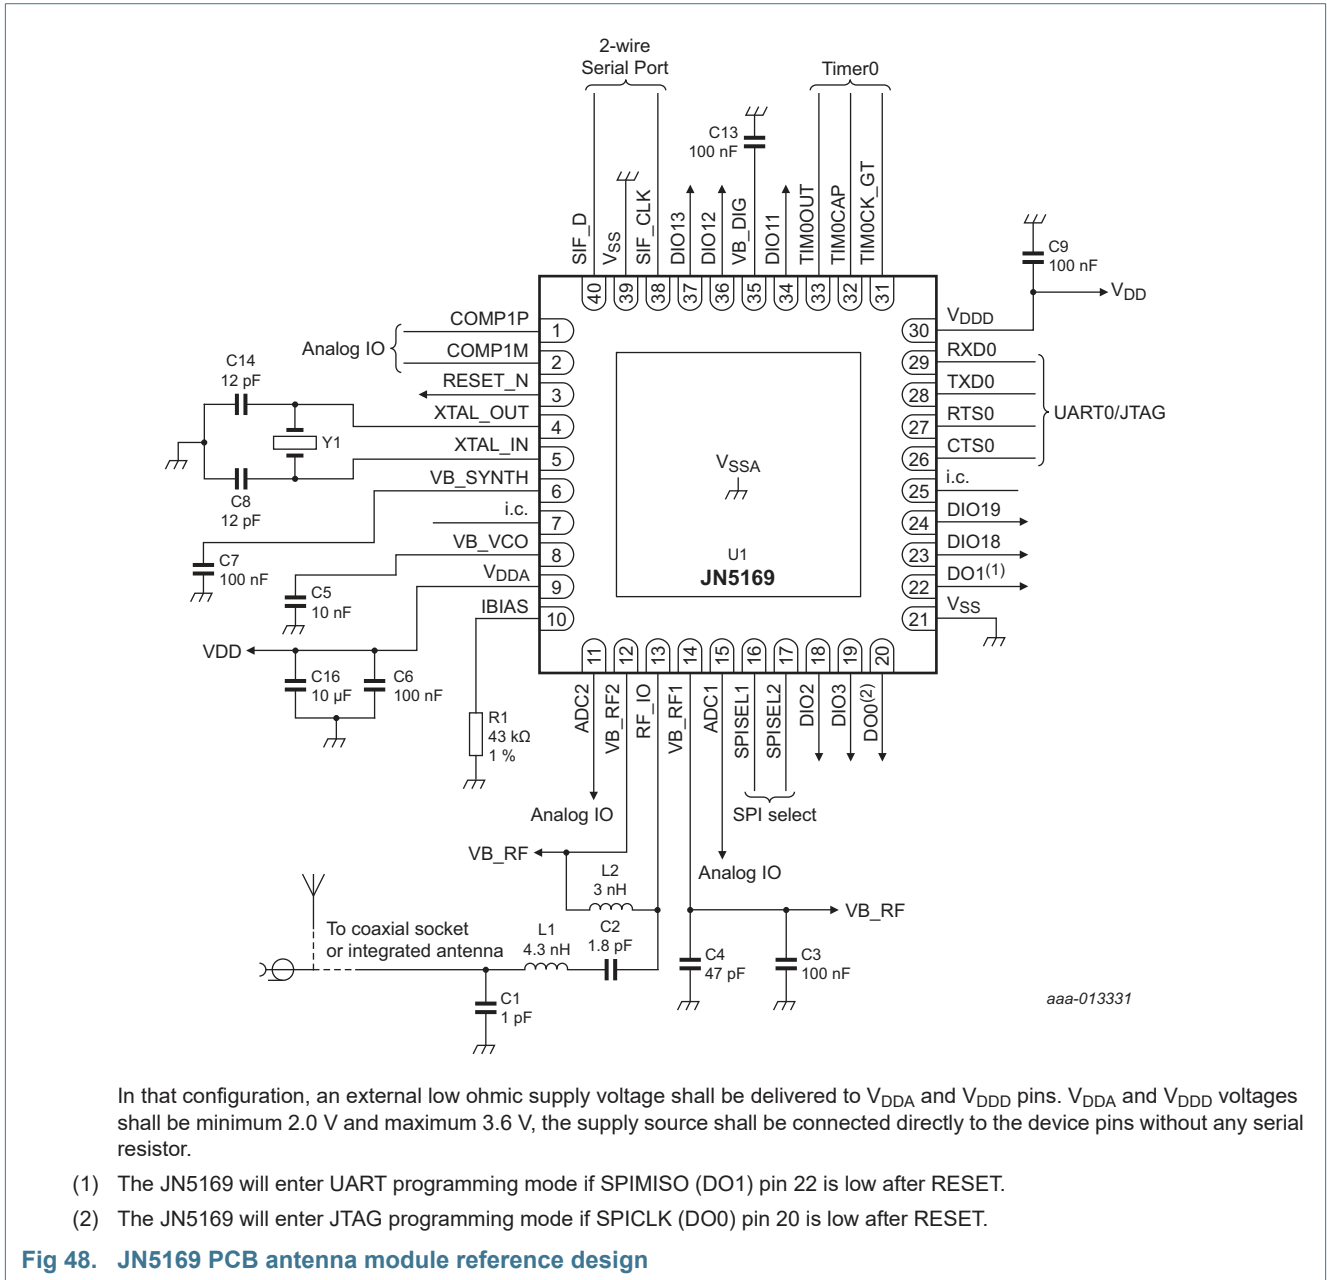 2-wire
Serial Port
Timer0
C13
100 nF
SIF_D
VSS
SIF_CLK
DIO13
DIO12
VB_DIG
DIO11
TIM0OUT
TIM0CAP
TIM0CK_GT
C9
100 nF
VDD
40
39
38
37
36
35
34
33
32
31
Analog IO
COMP1P
1
COMP1M
2
RESET_N
3
XTAL_OUT
4
XTAL_IN
5
VB_SYNTH
6
i.c.
7
VB_VCO
8
VDDA
9
IBIAS
10
C14
12 pF
Y1
C8
12 pF
C7
100 nF
C5
10 nF
VDD
C16
10 µF
C6
100 nF
R1
43 kΩ
1 %
VSSA
U1
JN5169
30
VDDD
29
RXD0
28
TXD0
27
RTS0
26
CTS0
UART0/JTAG
25
i.c.
24
DIO19
23
DIO18
22
DO1(1)
21
VSS
11
12
13
14
15
16
17
18
19
20
ADC2
VB_RF2
RF_IO
VB_RF1
ADC1
SPISEL1
SPISEL2
DIO2
DIO3
DO0(2)
Analog IO
SPI select
VB_RF
Analog IO
L2
3 nH
VB_RF
To coaxial socket
or integrated antenna
L1
4.3 nH
C2
1.8 pF
C4
47 pF
C3
100 nF
C1
1 pF
aaa-013331
In that configuration, an external low ohmic supply voltage shall be delivered to VDDA and VDDD pins. VDDA and VDDD voltages
shall be minimum 2.0 V and maximum 3.6 V, the supply source shall be connected directly to the device pins without any serial
resistor.
(1) The JN5169 will enter UART programming mode if SPIMISO (DO1) pin 22 is low after RESET.
(2) The JN5169 will enter JTAG programming mode if SPICLK (DO0) pin 20 is low after RESET.
Fig 48. JN5169 PCB antenna module reference design